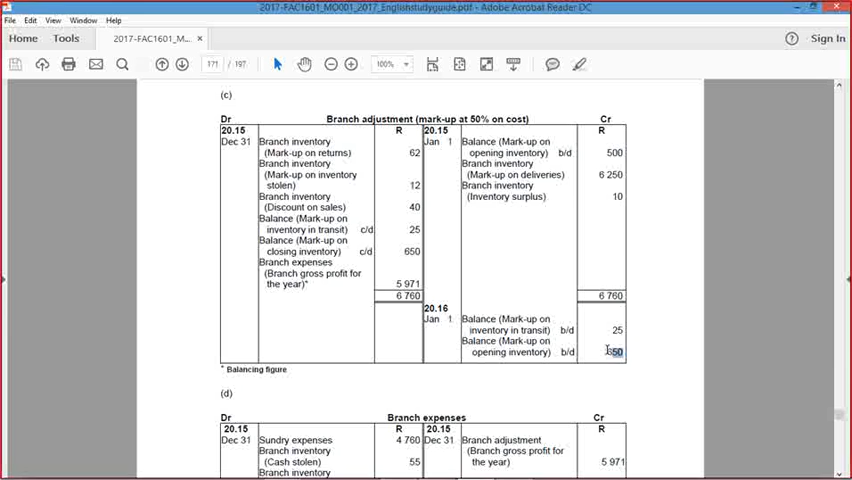 2017-FAC1601_MO001_2017_Englishstudyguide.pdf - Adobe Acrobat Reader DC
File Edit View Window Help
Home Tools 2017-FAC1601_M... × ? Sign In
171 / 197 100%
(c)
Dr Branch adjustment (mark-up at 50% on cost) Cr
20.15 R 20.15 R
Dec 31 Branch inventory Jan 1 Balance (Mark-up on
(Mark-up on returns) 62 opening inventory) b/d 500
Branch inventory Branch inventory
(Mark-up on inventory (Mark-up on deliveries) 6 250
stolen) 12 Branch inventory
Branch inventory (Inventory surplus) 10
(Discount on sales) 40
Balance (Mark-up on
inventory in transit) c/d 25
Balance (Mark-up on
closing inventory) c/d 650
Branch expenses
(Branch gross profit for
the year)* 5 971
6 760 6 760
20.16
Jan 1 Balance (Mark-up on
inventory in transit) b/d 25
Balance (Mark-up on
opening inventory) b/d 650
* Balancing figure
(d)
Dr Branch expenses Cr
20.15 R 20.15 R
Dec 31 Sundry expenses 4 760 Dec 31 Branch adjustment
Branch inventory (Branch gross profit for
(Cash stolen) 55 the year) 5 971
Branch inventory